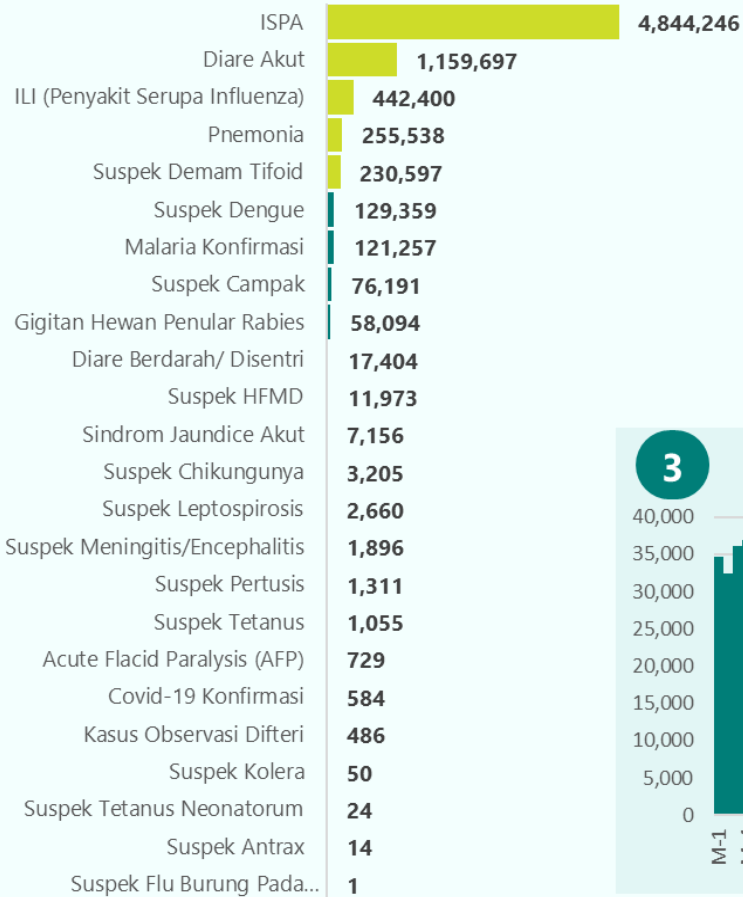 ISPA 4,844,246
Diare Akut 1,159,697
ILI (Penyakit Serupa Influenza) 442,400
Pnemonia 255,538
Suspek Demam Tifoid 230,597
Suspek Dengue 129,359
Malaria Konfirmasi 121,257
Suspek Campak 76,191
Gigitan Hewan Penular Rabies 58,094
Diare Berdarah/ Disentri 17,404
Suspek HFMD 11,973
Sindrom Jaundice Akut 7,156
Suspek Chikungunya 3,205
Suspek Leptospirosis 2,660
Suspek Meningitis/Encephalitis 1,896
Suspek Pertusis 1,311
Suspek Tetanus 1,055
Acute Flacid Paralysis (AFP) 729
Covid-19 Konfirmasi 584
Kasus Observasi Difteri 486
Suspek Kolera 50
Suspek Tetanus Neonatorum 24
Suspek Antrax 14
Suspek Flu Burung Pada... 1
3
40,000
35,000
30,000
25,000
20,000
15,000
10,000
5,000
0
M-1